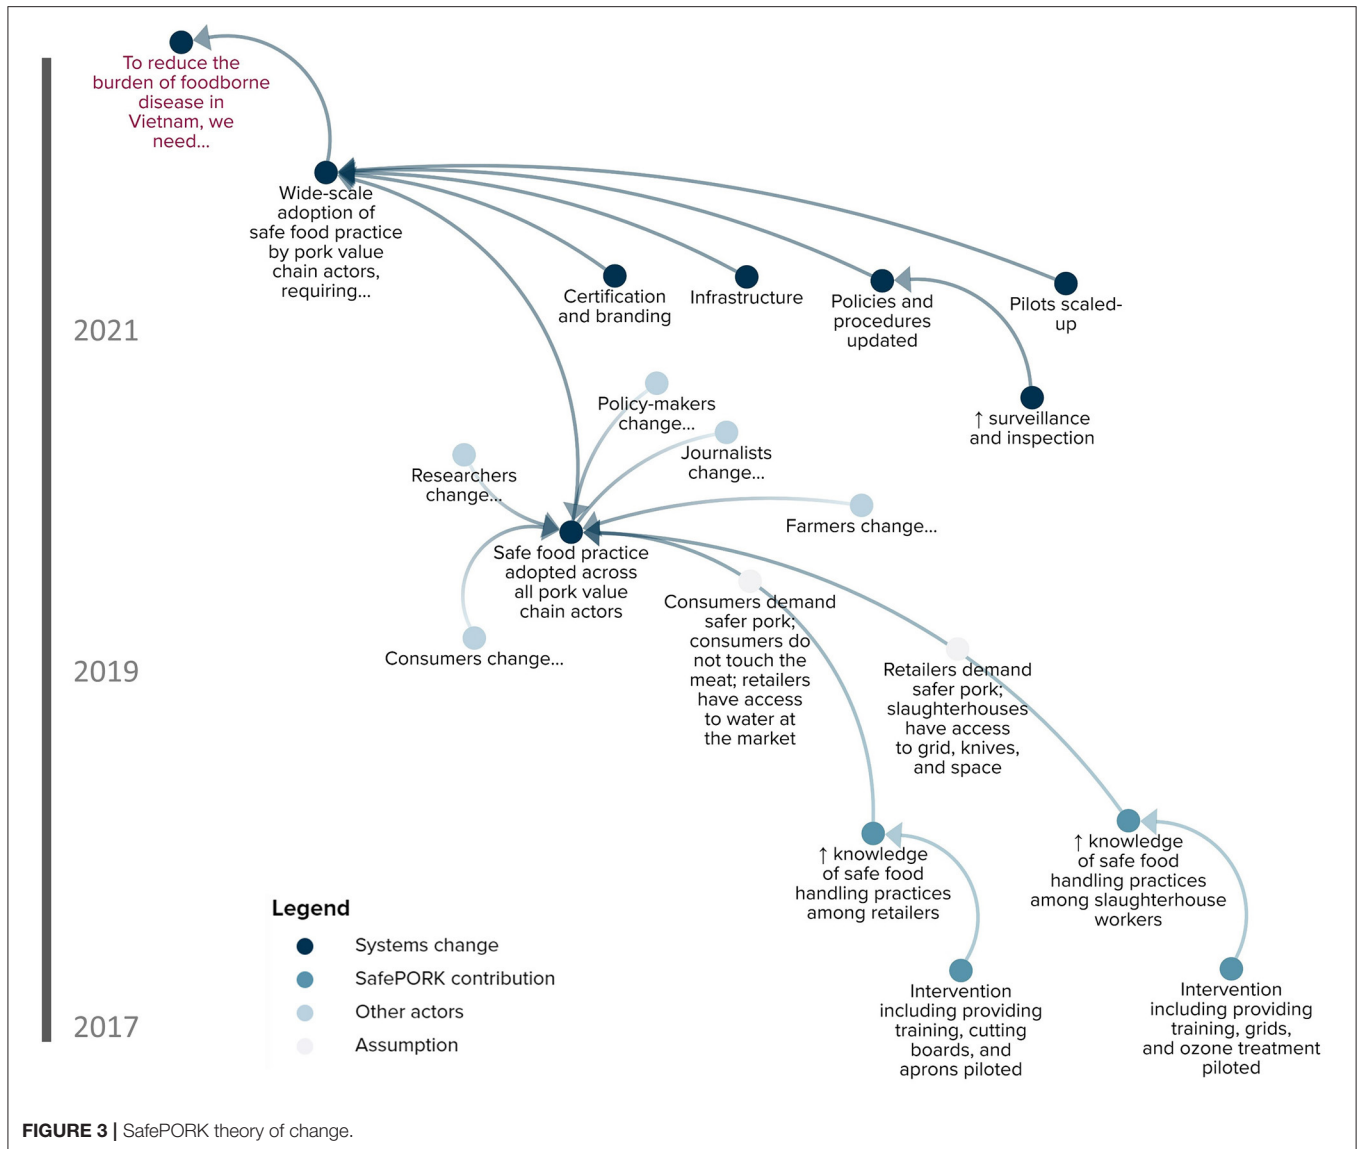 To reduce the
burden of foodborne
disease in
Vietnam, we
need...
Wide-scale
adoption of
safe food practice
by pork value
chain actors,
requiring...
Certification
and branding
Infrastructure
Policies and
procedures
updated
Pilots scaled-
up
2021
↑ surveillance
and inspection
Policy-makers
change...
Journalists
change...
Researchers
change...
Farmers change...
Safe food practice
adopted across
all pork value
chain actors
Consumers change...
2019
Consumers demand
safer pork;
consumers do
not touch the
meat; retailers
have access
to water at
the market
Retailers demand
safer pork;
slaughterhouses
have access
to grid, knives,
and space
↑ knowledge
of safe food
handling practices
among retailers
↑ knowledge
of safe food
handling practices
among slaughterhouse
workers
Legend
Systems change
SafePORK contribution
Other actors
Assumption
2017
Intervention
including providing
training, cutting
boards, and
aprons piloted
Intervention
including providing
training, grids,
and ozone treatment
piloted
FIGURE 3 | SafePORK theory of change.